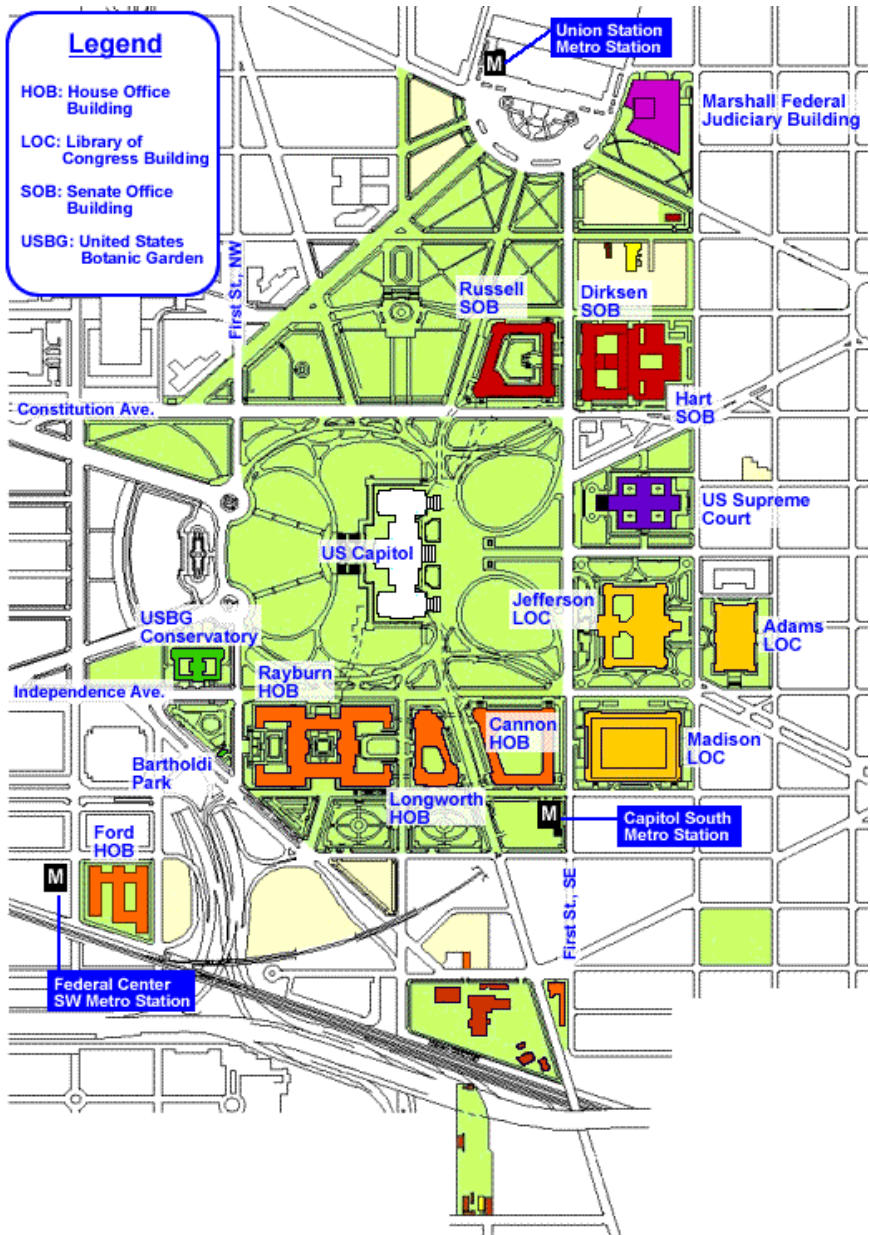 Legend
HOB: House Office
Building
LOC: Library of
Congress Building
SOB: Senate Office
Building
USBG: United States
Botanic Garden
Union Station
Metro Station
M
Marshall Federal
Judiciary Building
First St., NW
Russell
SOB
Dirksen
SOB
Hart
SOB
Constitution Ave.
US Supreme
Court
US Capitol
Jefferson
LOC
Adams
LOC
USBG
Conservatory
Rayburn
HOB
Independence Ave.
Cannon
HOB
Madison
LOC
Bartholdi
Park
Longworth
HOB
M
Capitol South
Metro Station
Ford
HOB
M
First St., SE
Federal Center
SW Metro Station